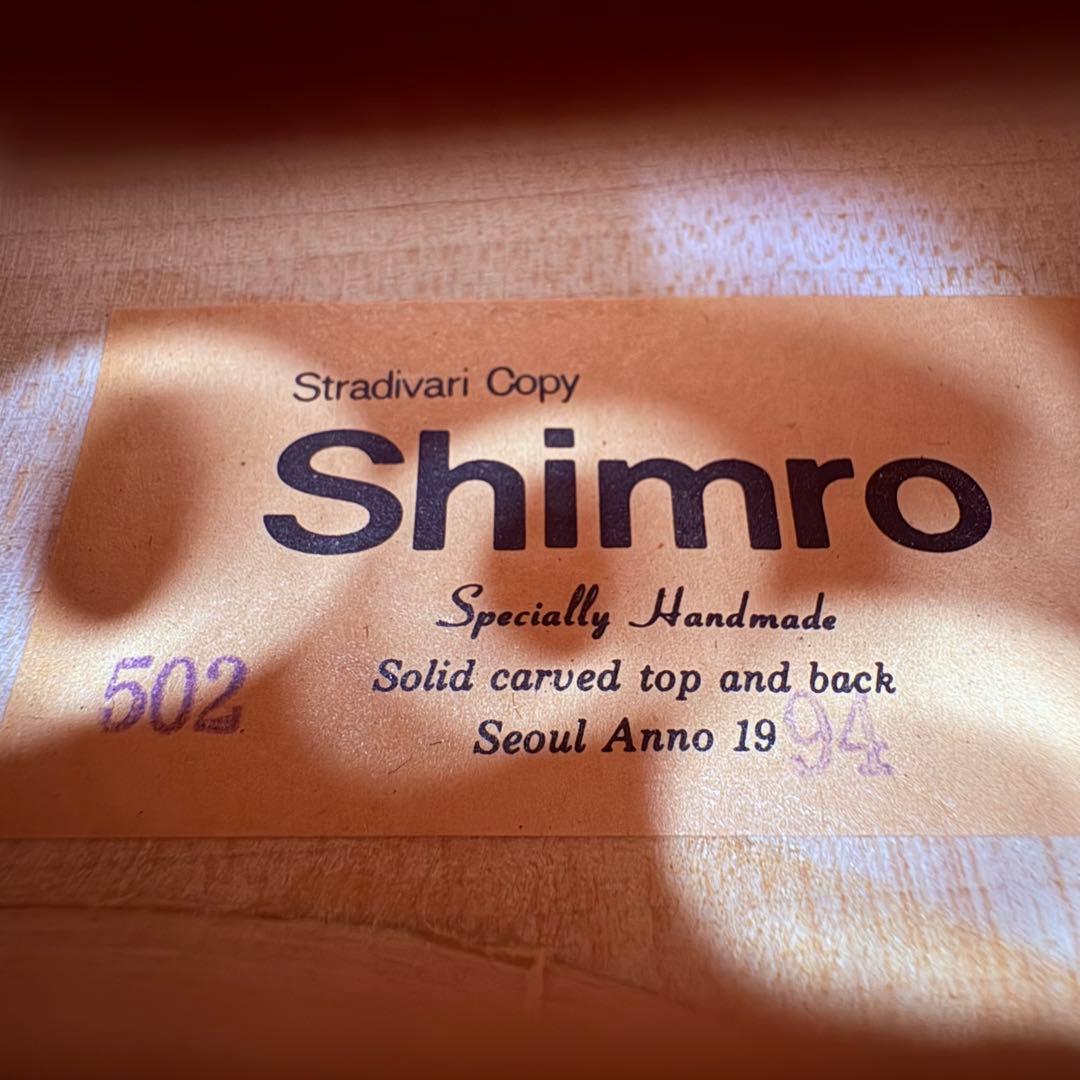 Stradivari Copy
Shimro
Specially Handmade
Solid carved top and back
502
Seoul Anno 1994